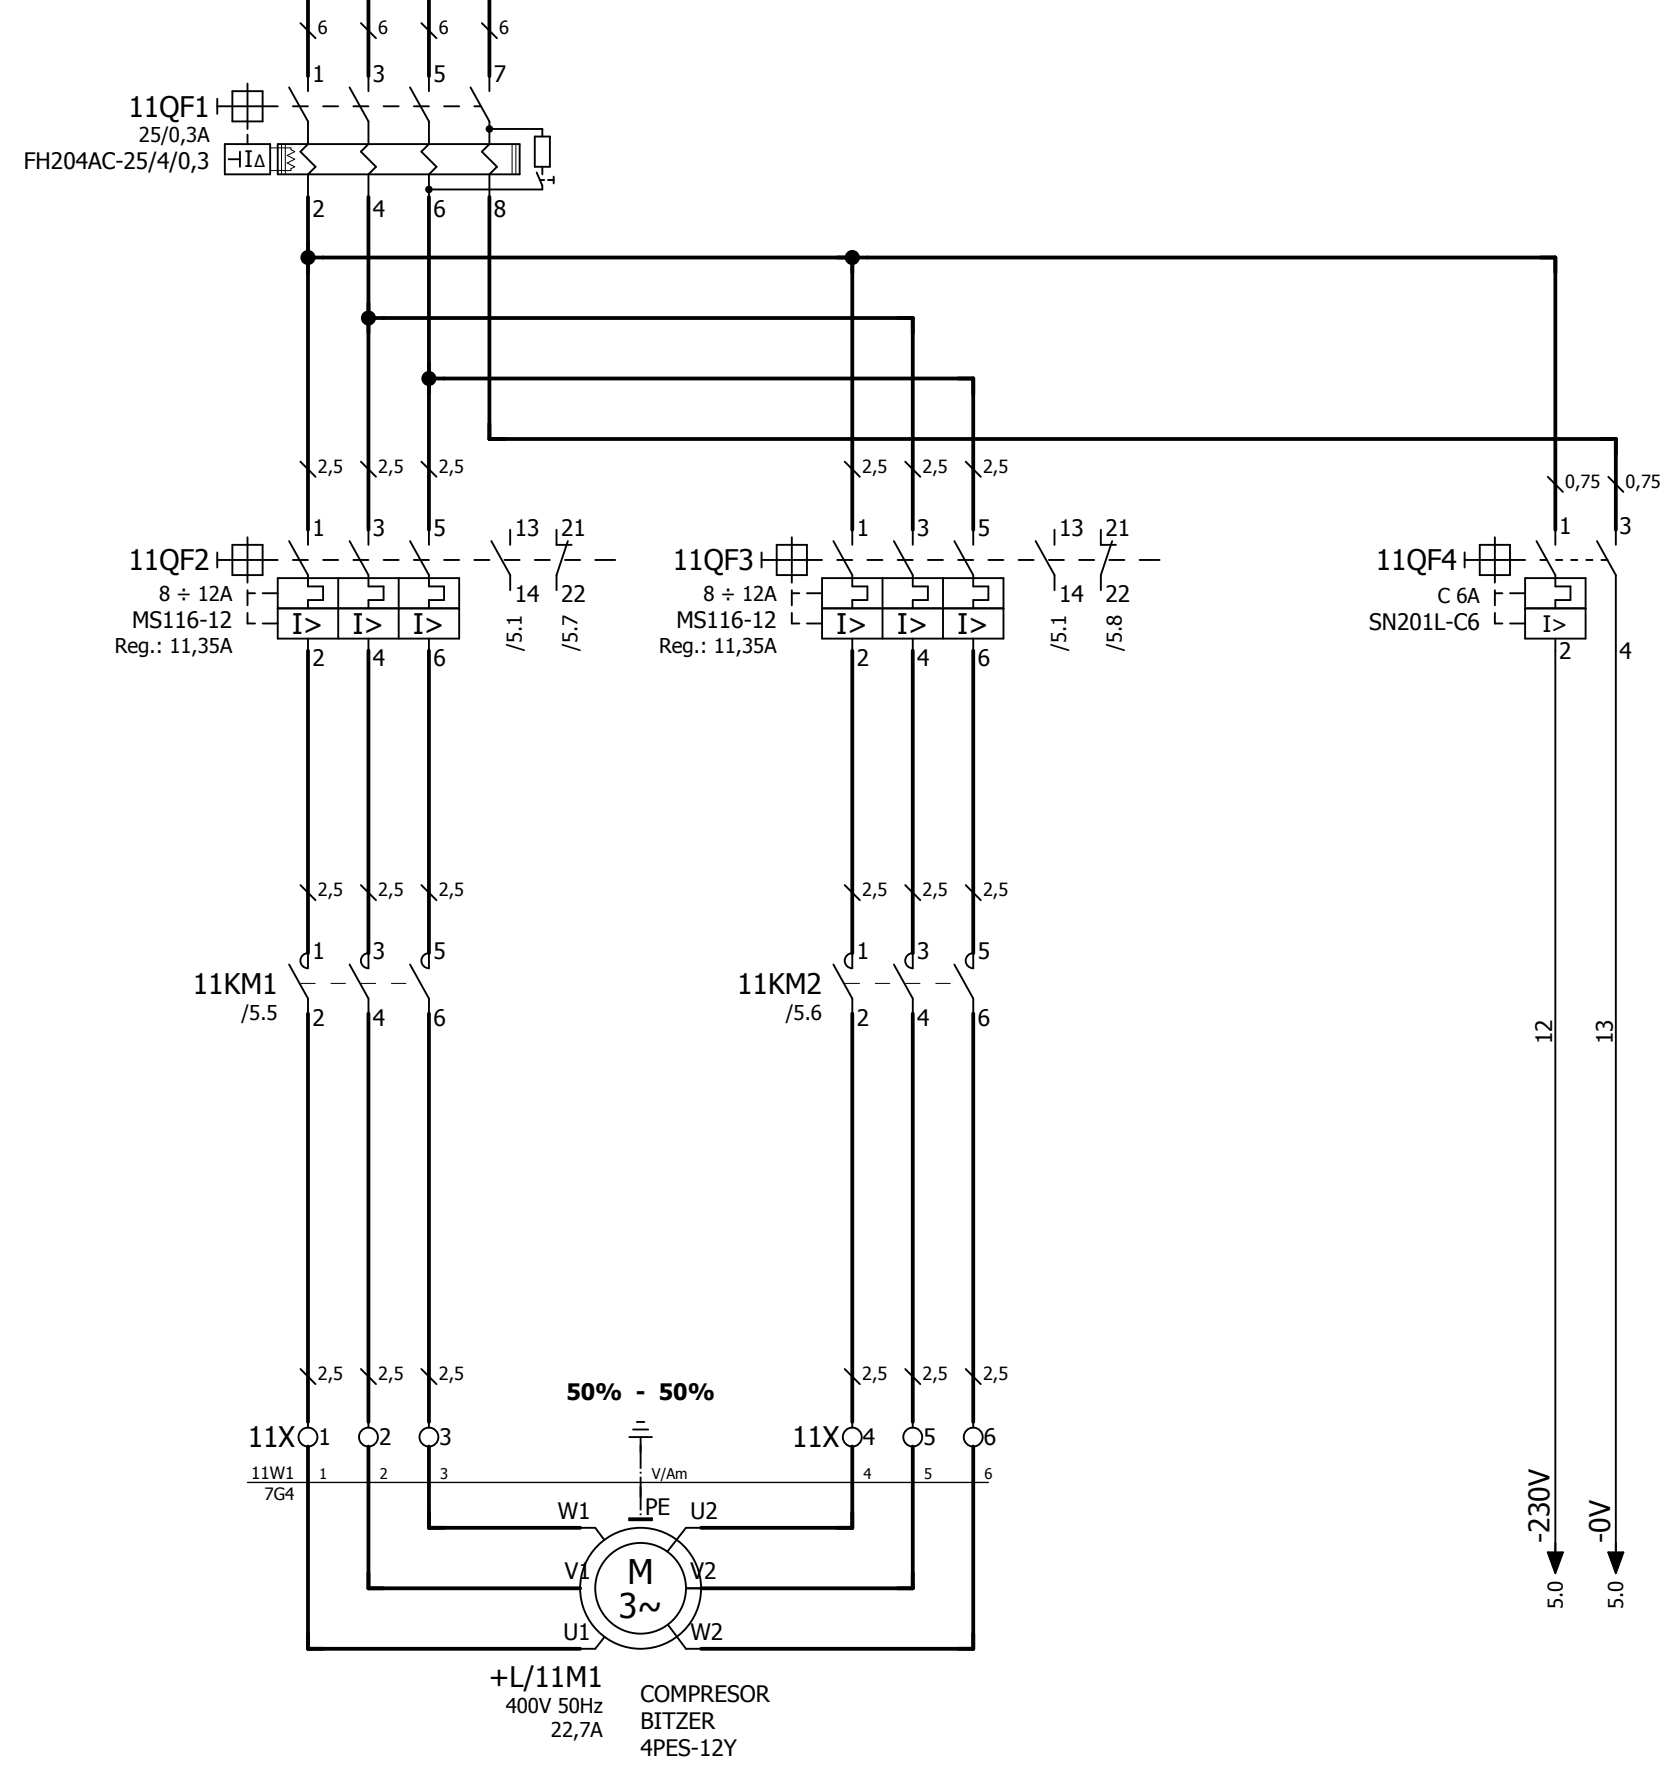 6 6 6 6
1 3 5 7
11QF1
25/0,3A
FH204AC-25/4/0,3
I∆
2 4 6 8
2,5 2,5 2,5 2,5 2,5 2,5 0,75 0,75
1 3 5 13 21 1 3 5 13 21 1 3
11QF2 11QF3 11QF4
8 ÷ 12A 14 22 8 ÷ 12A 14 22 C 6A
MS116-12 I> I> I> /5.1 /5.7 MS116-12 I> I> I> /5.1 /5.8 SN201L-C6 I>
Reg.: 11,35A Reg.: 11,35A
2 4 6 2 4 6 2 4
2,5 2,5 2,5 2,5 2,5 2,5
1 3 5 1 3 5
11KM1 11KM2
/5.5 /5.6
2 4 6 2 4 6
12 13
2,5 2,5 2,5 2,5 2,5 2,5
50% - 50%
11X 1 2 3 11X 4 5 6
11W1 1 2 3 V/Am 4 5 6
7G4
W1 PE U2
-230V -0V
V1 M V2
3~
5.0 5.0
U1 W2
+L/11M1
400V 50Hz
22,7A
COMPRESOR
BITZER
4PES-12Y